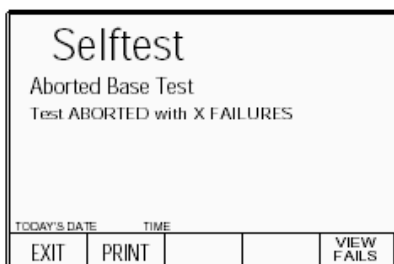 Selftest
Aborted Base Test
Test ABORTED with X FAILURES
TODAY'S DATE TIME
EXIT PRINT VIEW FAILS